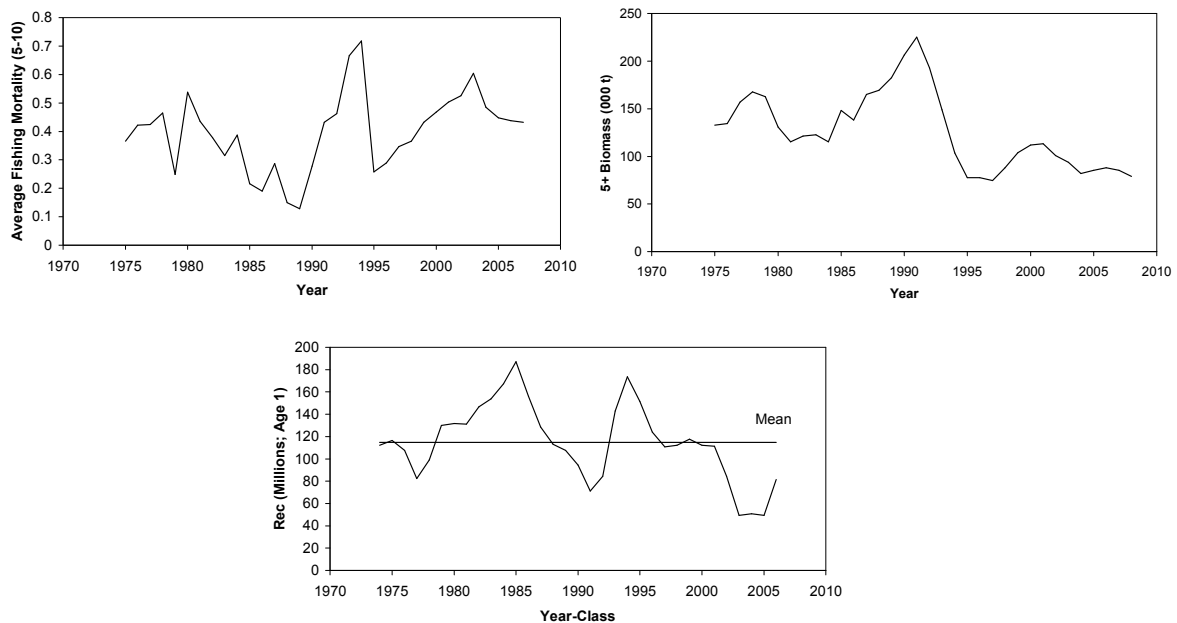 Average Fishing Mortality (5-10)
0.8
0.7
0.6
0.5
0.4
0.3
0.2
0.1
0
1970 1975 1980 1985 1990 1995 2000 2005 2010
Year
5+ Biomass (000 t)
250
200
150
100
50
0
1970 1975 1980 1985 1990 1995 2000 2005 2010
Year
Rec (Millions; Age 1)
200
180
160
140
120
100
80
60
40
20
0
Mean
1970 1975 1980 1985 1990 1995 2000 2005 2010
Year-Class